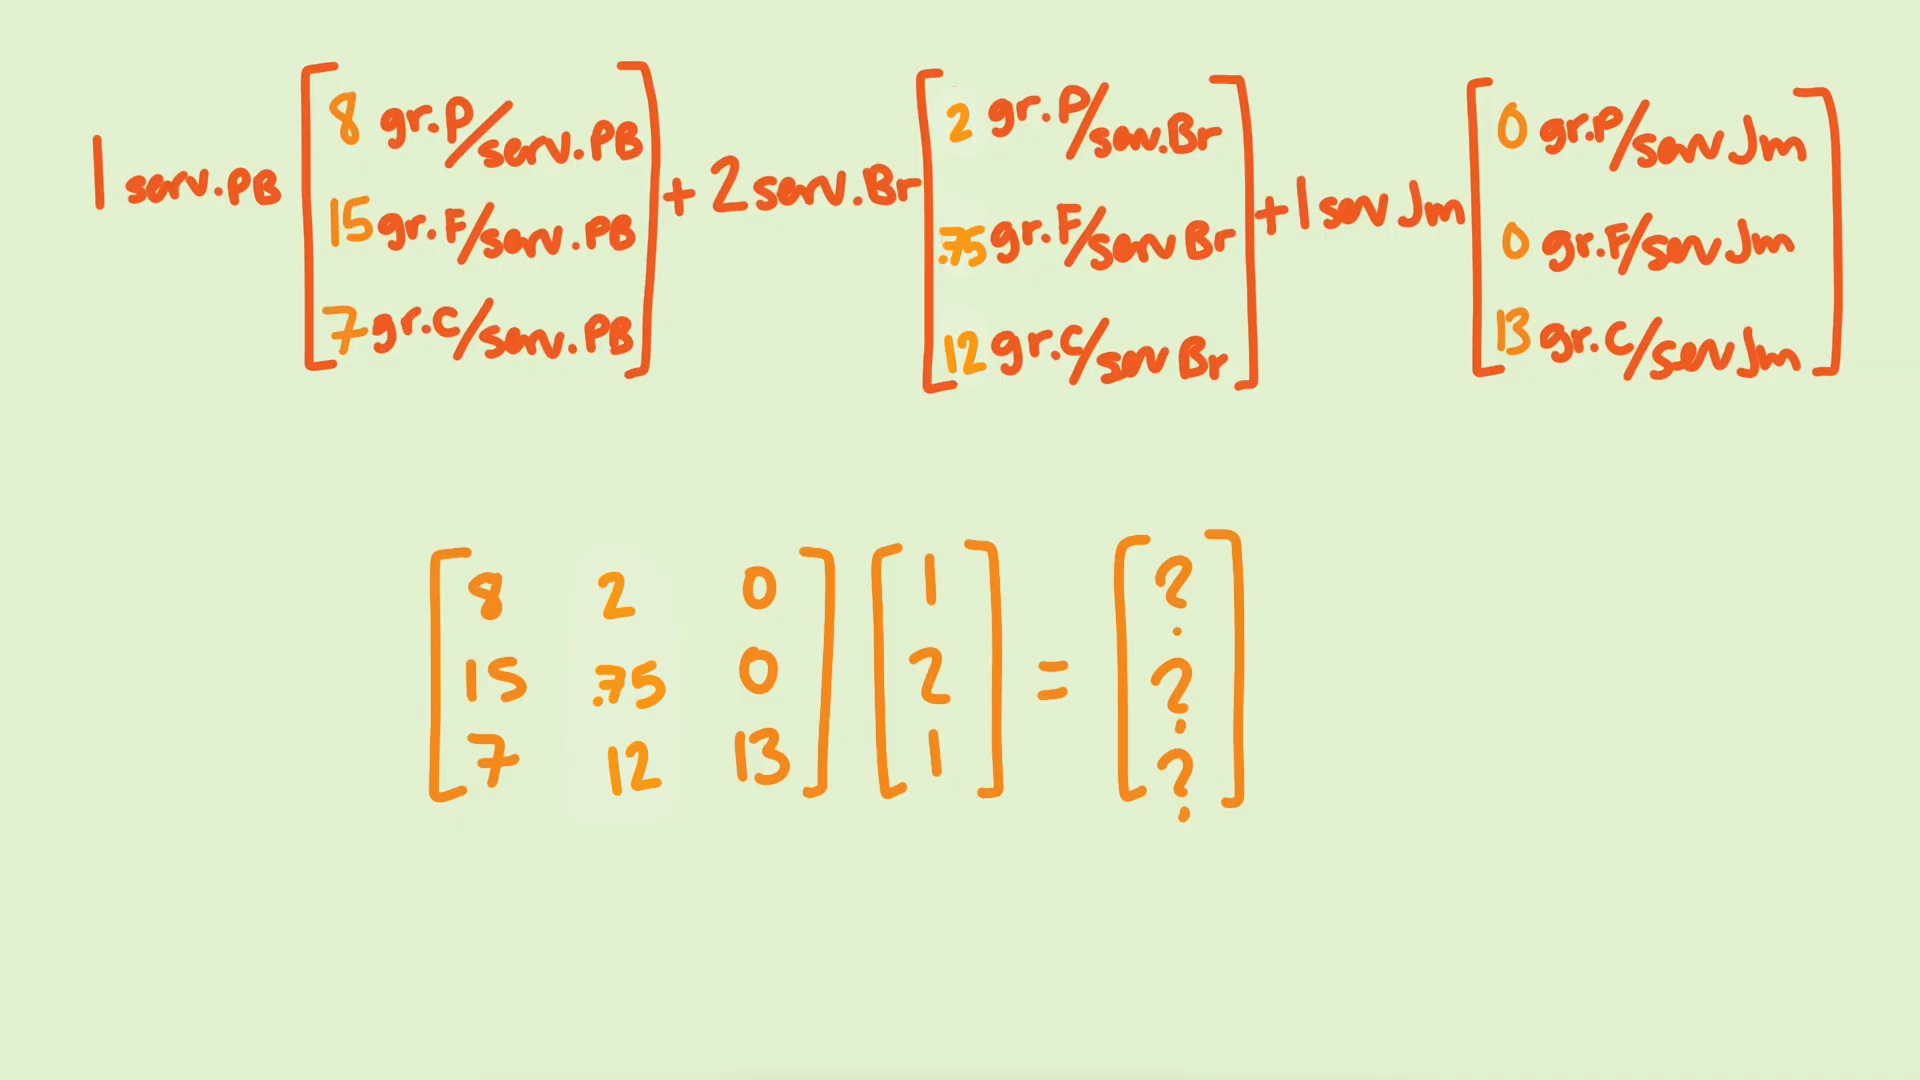 1 serv.PB [8 gr.P/serv.PB] + 2 serv.Br [2 gr.P/serv.Br] + 1 serv Jm [0 gr.P/serv Jm]
[15 gr.F/serv.PB] [.75 gr.F/serv Br] [0 gr.F/serv Jm]
[7 gr.C/serv.PB] [12 gr.C/serv Br] [13 gr.C/serv Jm]
[8 2 0] [1] = [?]
[15 .75 0] [2] [?]
[7 12 13] [1] [?]